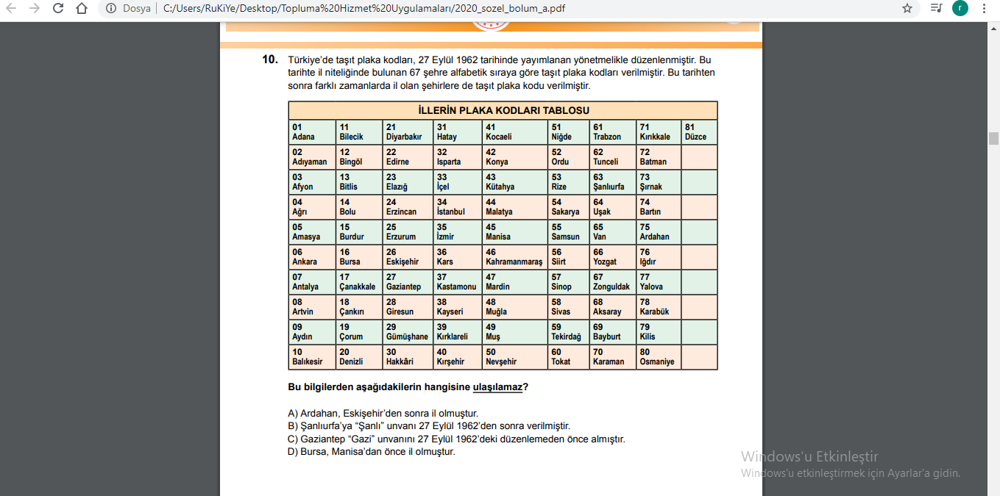 Dosya
C:/Users/RuKiYe/Desktop/Topluma%20Hizmet%20Uygulamaları/2020_sozel_bolum_a.pdf
r
10. Türkiye'de taşıt plaka kodları, 27 Eylül 1962 tarihinde yayımlanan yönetmelikle düzenlenmiştir. Bu
tarihte il niteliğinde bulunan 67 şehre alfabetik sıraya göre taşıt plaka kodları verilmiştir. Bu tarihten
sonra farklı zamanlarda il olan şehirlere de taşıt plaka kodu verilmiştir.
İLLERİN PLAKA KODLARI TABLOSU
01 11 21 31 41 51 61 71 81
Adana Bilecik Diyarbakır Hatay Kocaeli Niğde Trabzon Kırıkkale Düzce
02 12 22 32 42 52 62 72
Adıyaman Bingöl Edirne Isparta Konya Ordu Tunceli Batman
03 13 23 33 43 53 63 73
Afyon Bitlis Elazığ İçel Kütahya Rize Şanlıurfa Şırnak
04 14 24 34 44 54 64 74
Ağrı Bolu Erzincan İstanbul Malatya Sakarya Uşak Bartın
05 15 25 35 45 55 65 75
Amasya Burdur Erzurum İzmir Manisa Samsun Van Ardahan
06 16 26 36 46 56 66 76
Ankara Bursa Eskişehir Kars Kahramanmaraş Siirt Yozgat Iğdır
07 17 27 37 47 57 67 77
Antalya Çanakkale Gaziantep Kastamonu Mardin Sinop Zonguldak Yalova
08 18 28 38 48 58 68 78
Artvin Çankırı Giresun Kayseri Muğla Sivas Aksaray Karabük
09 19 29 39 49 59 69 79
Aydın Çorum Gümüşhane Kırklareli Muş Tekirdağ Bayburt Kilis
10 20 30 40 50 60 70 80
Balıkesir Denizli Hakkâri Kırşehir Nevşehir Tokat Karaman Osmaniye
Bu bilgilerden aşağıdakilerin hangisine ulaşılamaz?
A) Ardahan, Eskişehir'den sonra il olmuştur.
B) Şanlıurfa'ya “Şanlı” unvanı 27 Eylül 1962'den sonra verilmiştir.
C) Gaziantep “Gazi” unvanını 27 Eylül 1962'deki düzenlemeden önce almıştır.
D) Bursa, Manisa'dan önce il olmuştur.
Windows'u Etkinleştir
Windows'u etkinleştirmek için Ayarlar'a gidin.